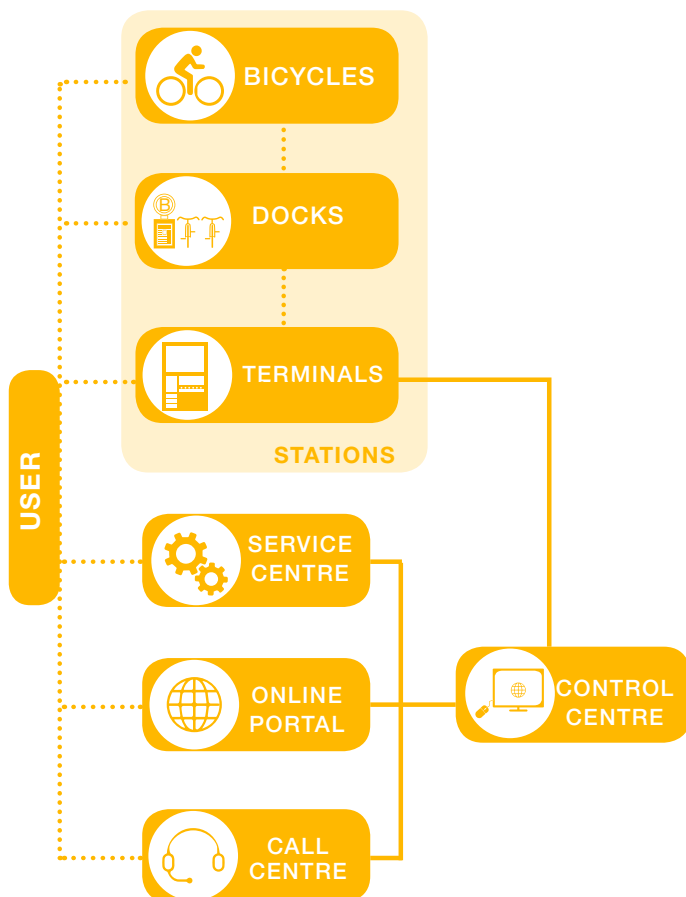 BICYCLES
B
DOCKS
TERMINALS
STATIONS
USER
SERVICE
CENTRE
ONLINE
PORTAL
CONTROL
CENTRE
CALL
CENTRE